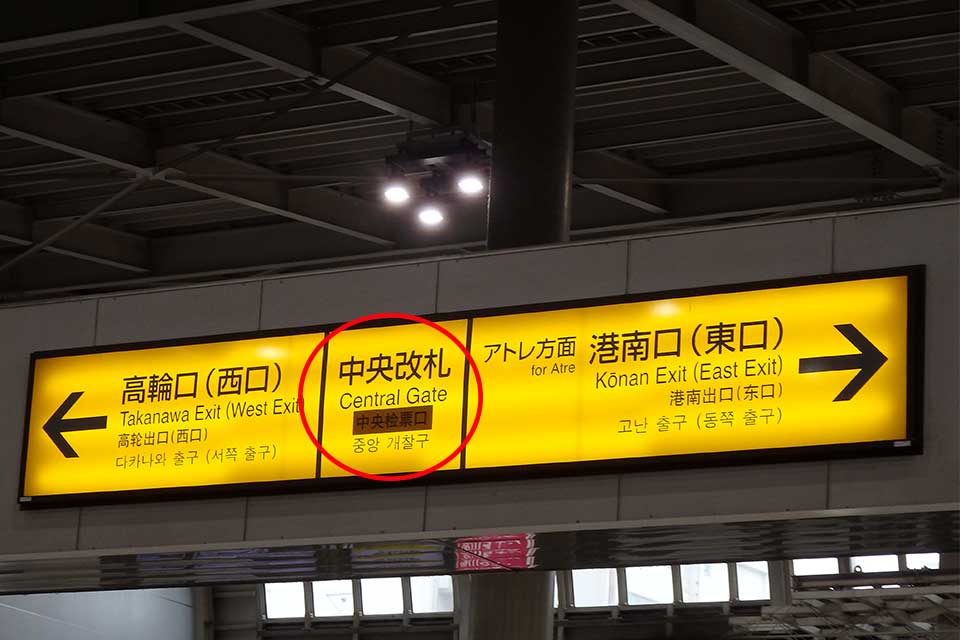 高輪口(西口)
Takanawa Exit (West Exit
高轮出口(西口)
다카나와 출구 (서쪽 출구)
中央改札
Central Gate
中央检票口
중앙 개찰구
アトレ方面
for Atre
港南口(東口)
Kōnan Exit (East Exit)
港南出口(东口)
고난 출구 (동쪽 출구)